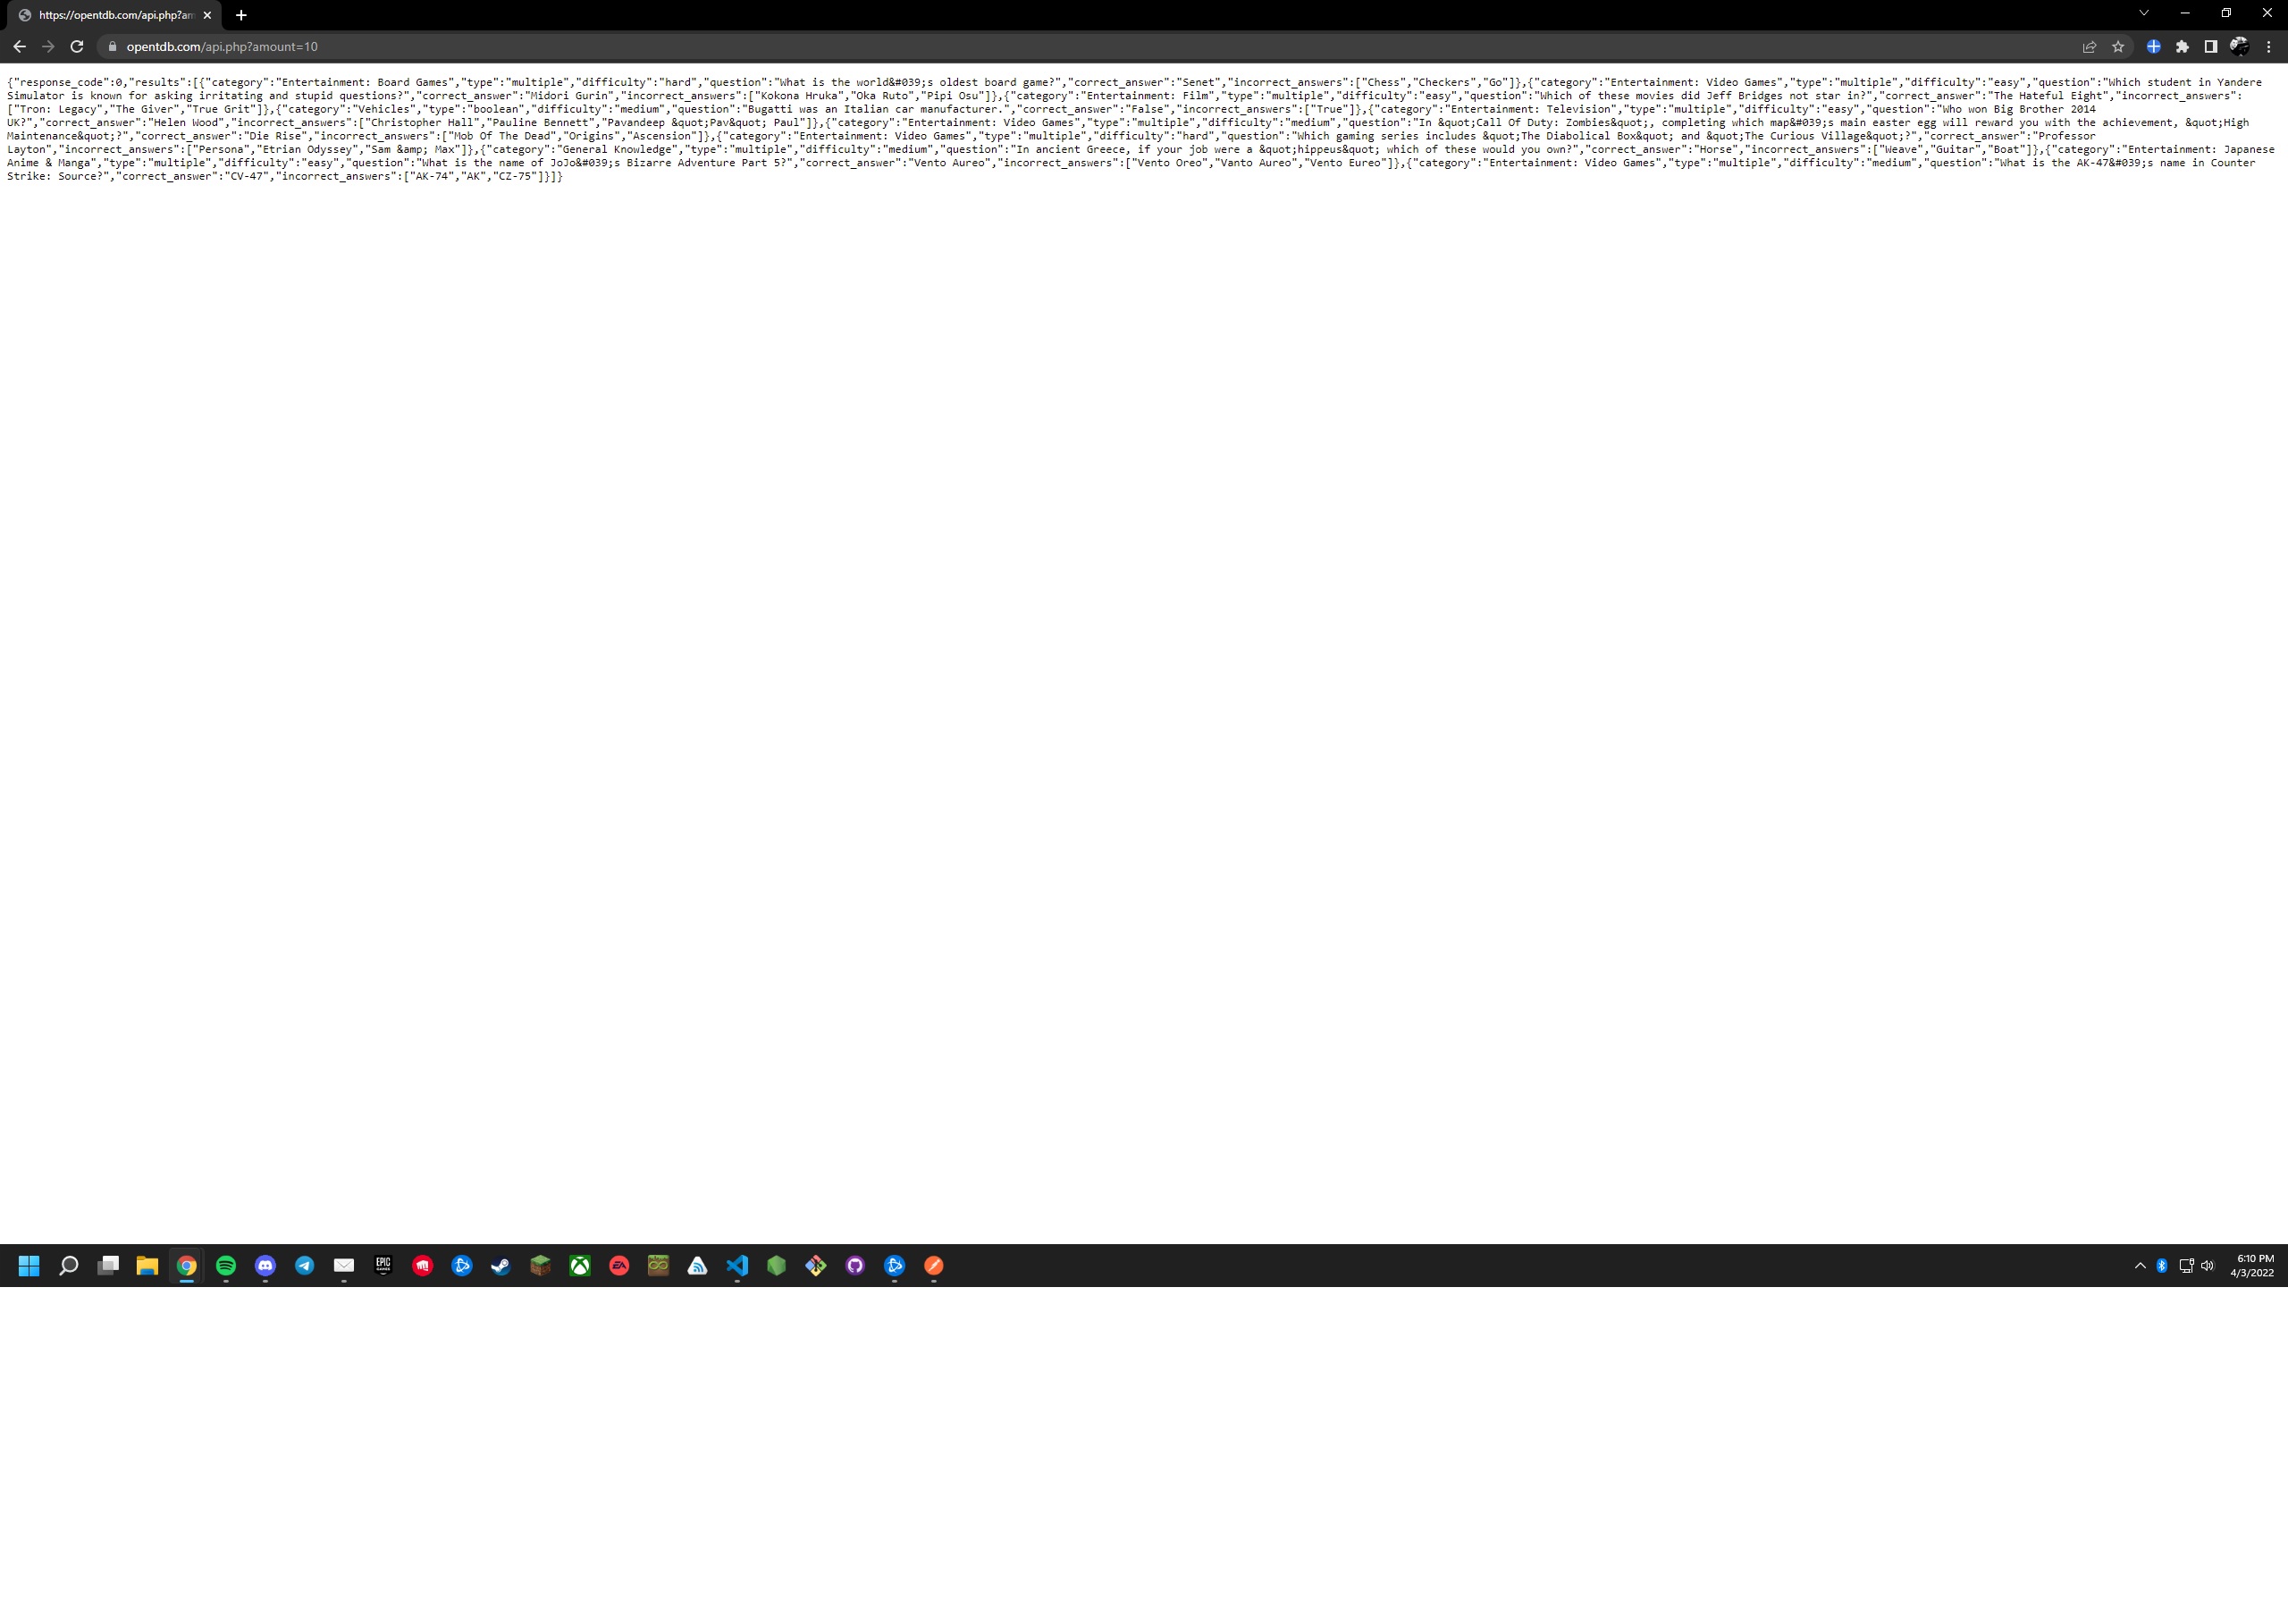 https://opentdb.com/api.php?am
opentdb.com/api.php?amount=10
{"response_code":0,"results":[{"category":"Entertainment: Board Games","type":"multiple","difficulty":"hard","question":"What is the world&#039;s oldest board game?","correct_answer":"Senet","incorrect_answers":["Chess","Checkers","Go"]},{"category":"Entertainment: Video Games","type":"multiple","difficulty":"easy","question":"Which student in Yandere
Simulator is known for asking irritating and stupid questions?","correct_answer":"Midori Gurin","incorrect_answers":["Kokona Hruka","Oka Ruto","Pipi Osu"]},{"category":"Entertainment: Film","type":"multiple","difficulty":"easy","question":"Which of these movies did Jeff Bridges not star in?","correct_answer":"The Hateful Eight","incorrect_answers":
["Tron: Legacy","The Giver","True Grit"]},{"category":"Vehicles","type":"boolean","difficulty":"medium","question":"Bugatti was an Italian car manufacturer.","correct_answer":"False","incorrect_answers":["True"]},{"category":"Entertainment: Television","type":"multiple","difficulty":"easy","question":"Who won Big Brother 2014
UK?","correct_answer":"Helen Wood","incorrect_answers":["Christopher Hall","Pauline Bennett","Pavandeep &quot;Pav&quot; Paul"]},{"category":"Entertainment: Video Games","type":"multiple","difficulty":"medium","question":"In &quot;Call Of Duty: Zombies&quot;, completing which map&#039;s main easter egg will reward you with the achievement, &quot;High
Maintenance&quot;?","correct_answer":"Die Rise","incorrect_answers":["Mob Of The Dead","Origins","Ascension"]},{"category":"Entertainment: Video Games","type":"multiple","difficulty":"hard","question":"Which gaming series includes &quot;The Diabolical Box&quot; and &quot;The Curious Village&quot;?","correct_answer":"Professor
Layton","incorrect_answers":["Persona","Etrian Odyssey","Sam &amp; Max"]},{"category":"General Knowledge","type":"multiple","difficulty":"medium","question":"In ancient Greece, if your job were a &quot;hippeus&quot; which of these would you own?","correct_answer":"Horse","incorrect_answers":["Weave","Guitar","Boat"]},{"category":"Entertainment: Japanese
Anime & Manga","type":"multiple","difficulty":"easy","question":"What is the name of JoJo&#039;s Bizarre Adventure Part 5?","correct_answer":"Vento Aureo","incorrect_answers":["Vento Oreo","Vanto Aureo","Vento Eureo"]},{"category":"Entertainment: Video Games","type":"multiple","difficulty":"medium","question":"What is the AK-47&#039;s name in Counter
Strike: Source?","correct_answer":"CV-47","incorrect_answers":["AK-74","AK","CZ-75"]}]}
EPIC
GAMES
EA
6:10 PM
4/3/2022